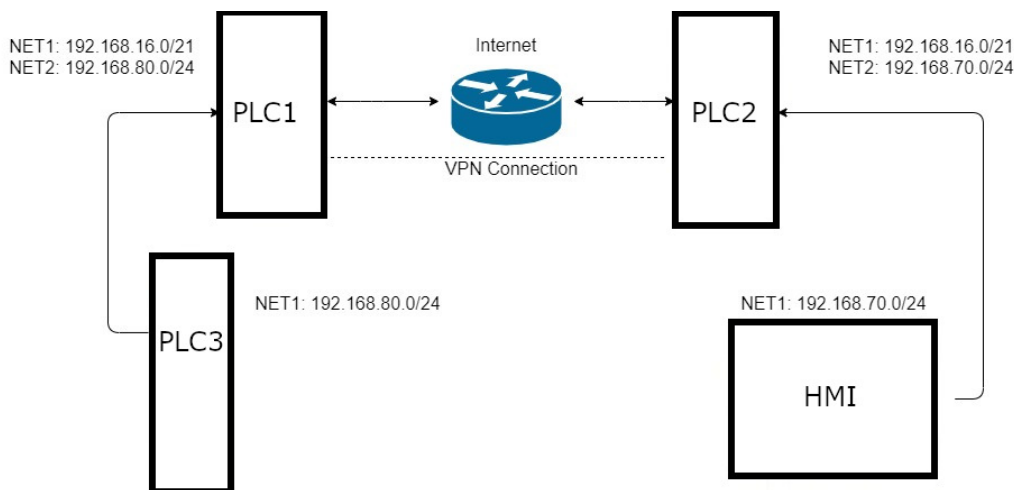 NET1: 192.168.16.0/21
NET2: 192.168.80.0/24
PLC1
Internet
VPN Connection
NET1: 192.168.16.0/21
NET2: 192.168.70.0/24
PLC2
PLC3
NET1: 192.168.80.0/24
NET1: 192.168.70.0/24
HMI